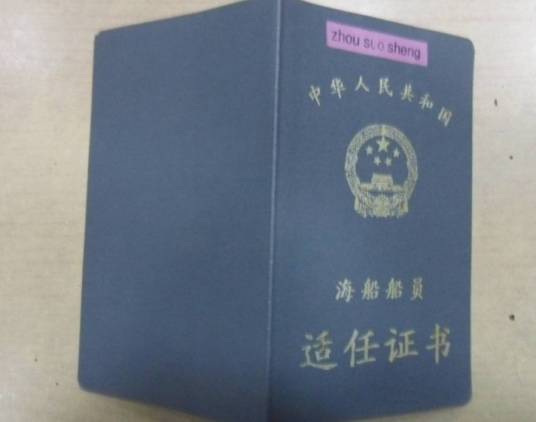 zhou suo sheng
中华人民共和国
海船船员
适任证书